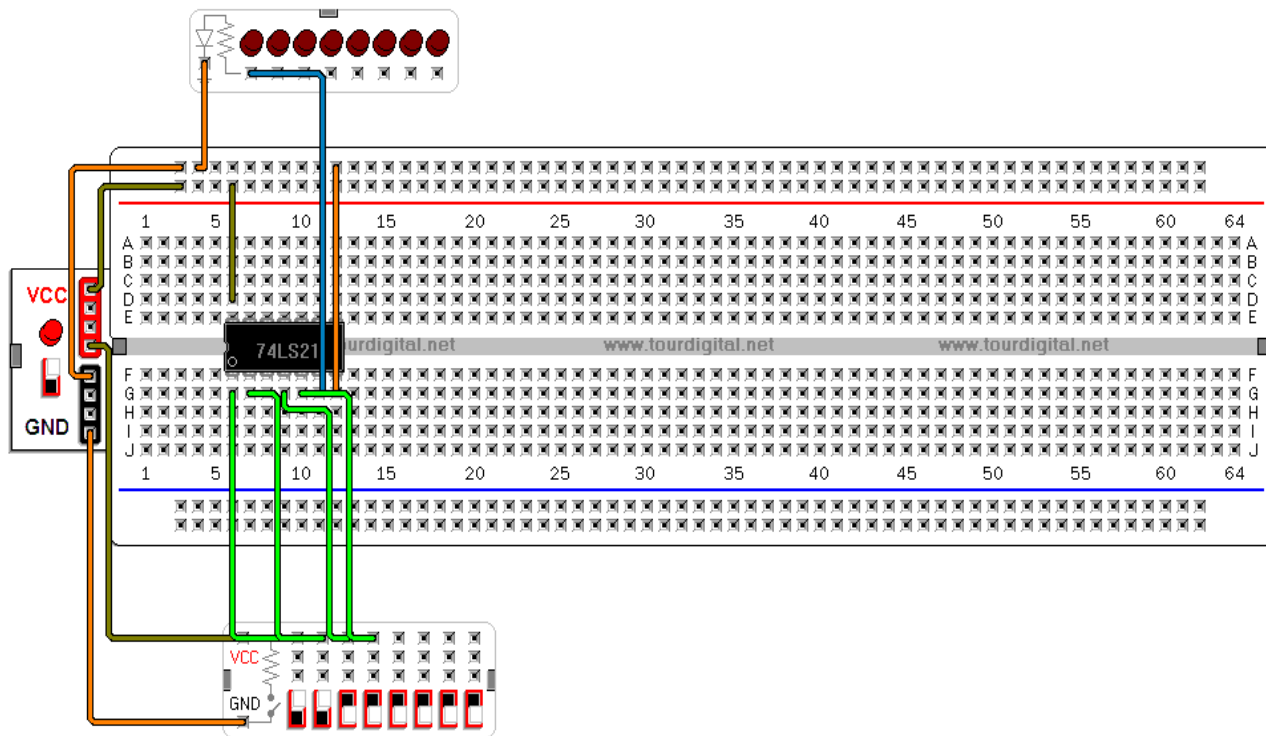 1 5 10 15 20 25 30 35 40 45 50 55 60 64
A A
B B
VCC C C
D D
E E
74LS21 urdigital.net www.tourdigital.net www.tourdigital.net
F F
G G
H H
GND I I
J J
1 5 10 15 20 25 30 35 40 45 50 55 60 64
VCC
GND